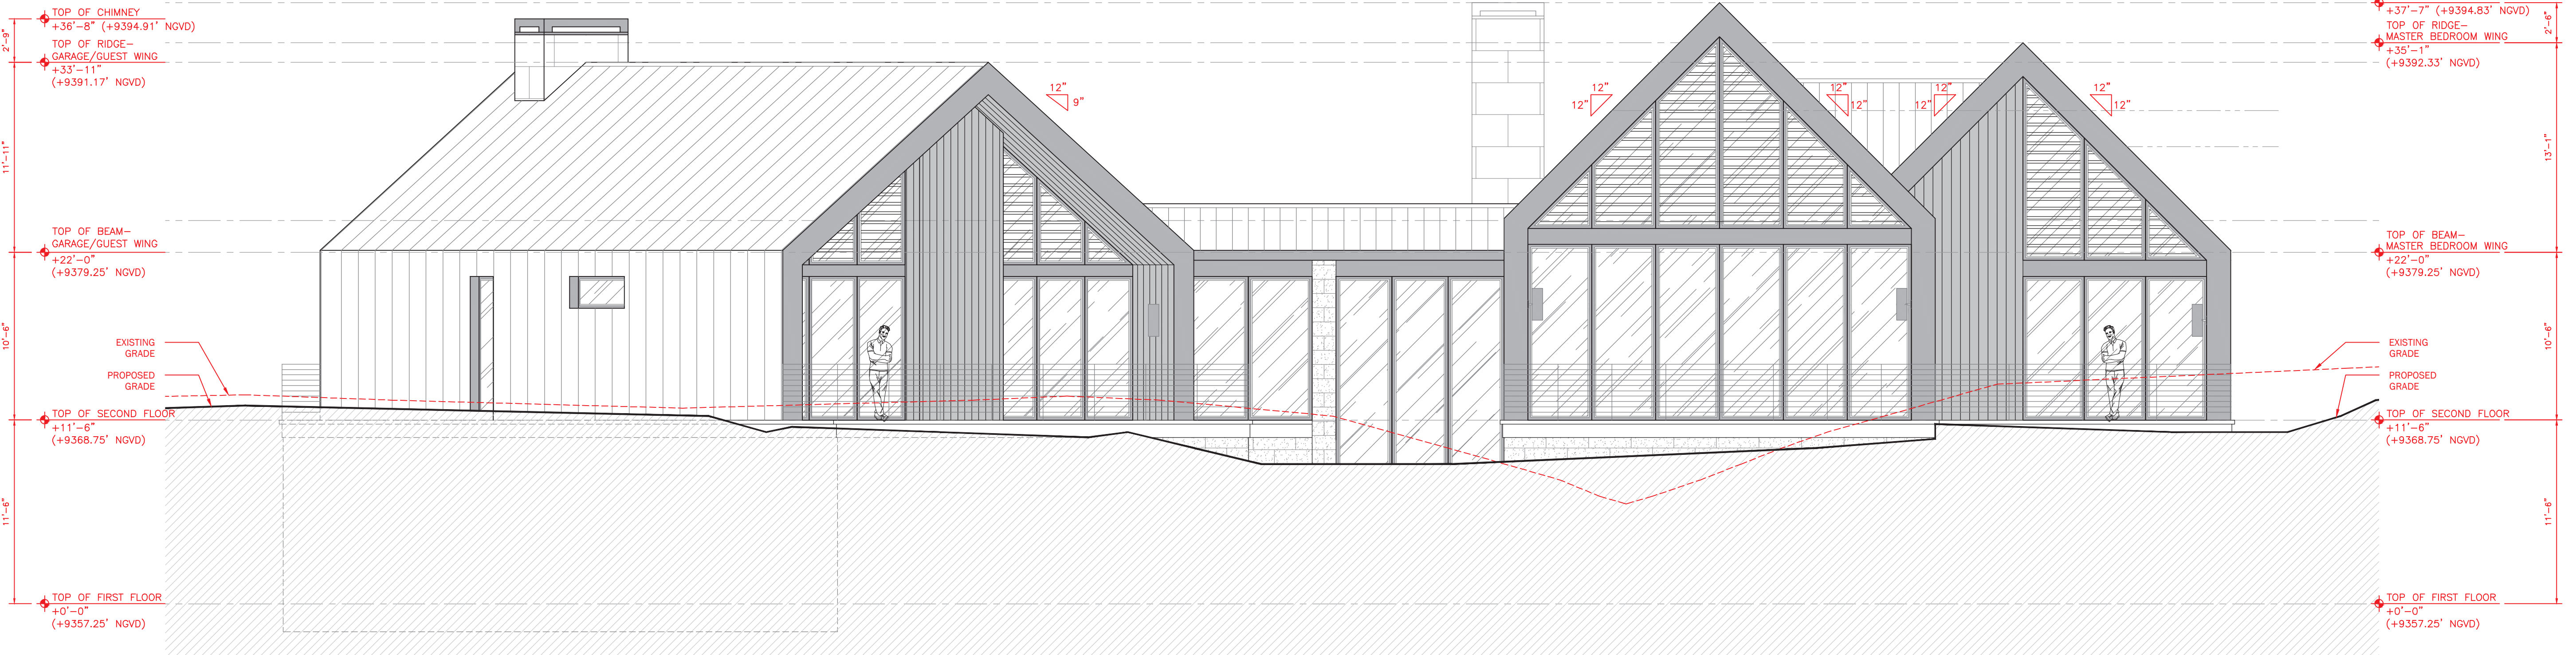 TOP OF CHIMNEY
+36'-8" (+9394.91' NGVD)
TOP OF RIDGE-
GARAGE/GUEST WING
+33'-11"
(+9391.17' NGVD)
TOP OF BEAM-
GARAGE/GUEST WING
+22'-0"
(+9379.25' NGVD)
EXISTING
GRADE
PROPOSED
GRADE
TOP OF SECOND FLOOR
+11'-6"
(+9368.75' NGVD)
TOP OF FIRST FLOOR
+0'-0"
(+9357.25' NGVD)
2'-9"
11'-11"
10'-6"
11'-6"
12"
9"
12"
12"
12"
12"
12"
12"
12"
12"
+37'-7" (+9394.83' NGVD)
TOP OF RIDGE-
MASTER BEDROOM WING
+35'-1"
(+9392.33' NGVD)
TOP OF BEAM-
MASTER BEDROOM WING
+22'-0"
(+9379.25' NGVD)
EXISTING
GRADE
PROPOSED
GRADE
TOP OF SECOND FLOOR
+11'-6"
(+9368.75' NGVD)
TOP OF FIRST FLOOR
+0'-0"
(+9357.25' NGVD)
2'-6"
13'-1"
10'-6"
11'-6"